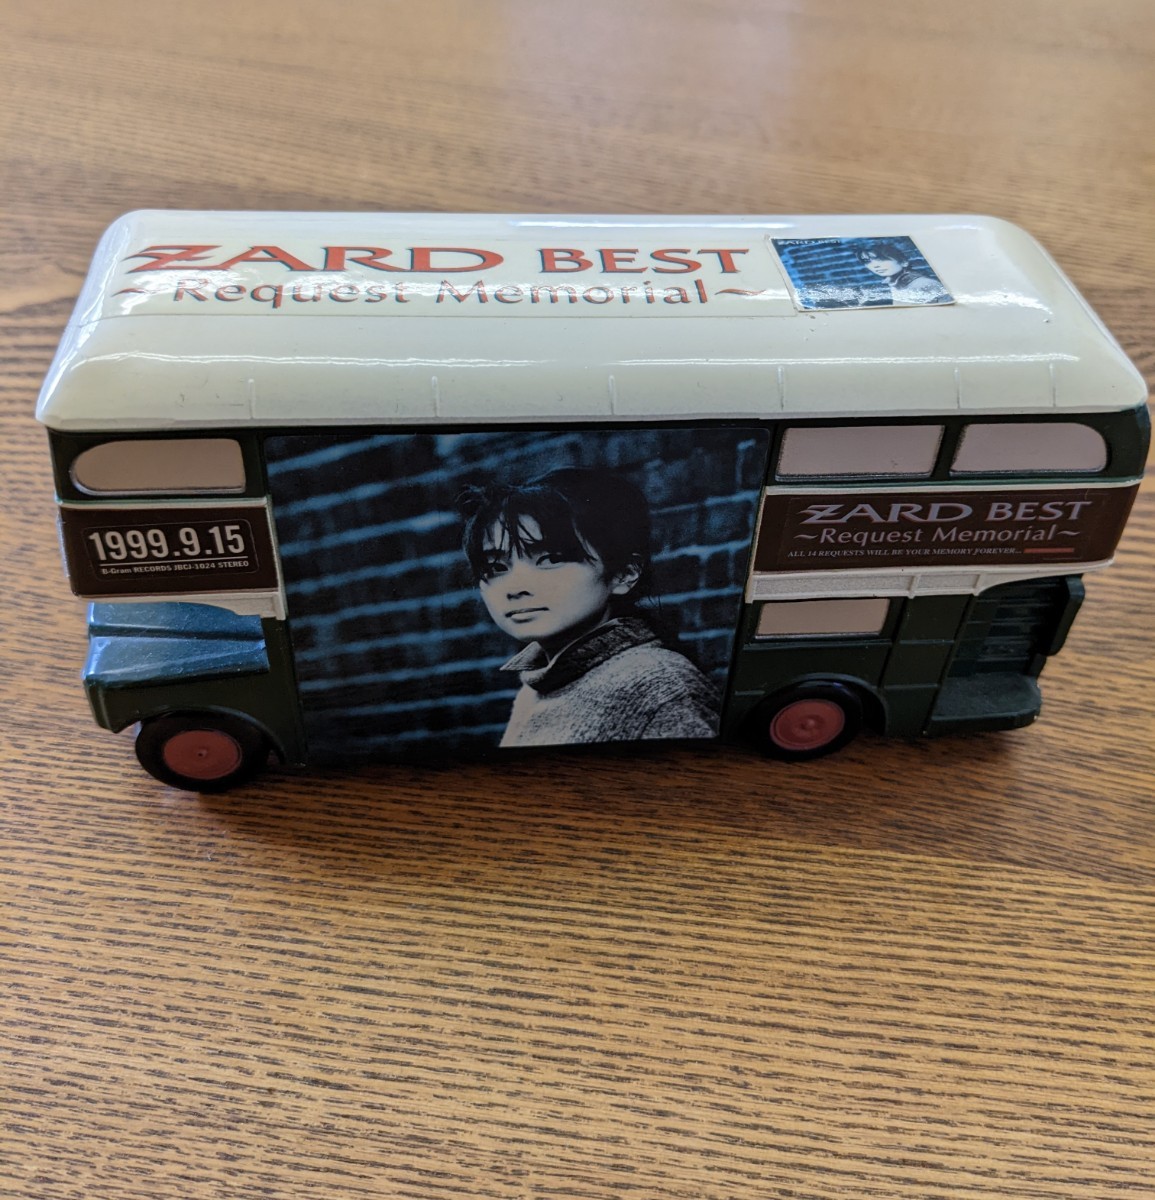 ZARD BEST
~Request Memorial~
1999.9.15
B-Gram RECORDS JBCJ-1024 STEREO
ZARD BEST
~Request Memorial~
ALL 14 REQUESTS WILL BE YOUR MEMORY FOREVER...